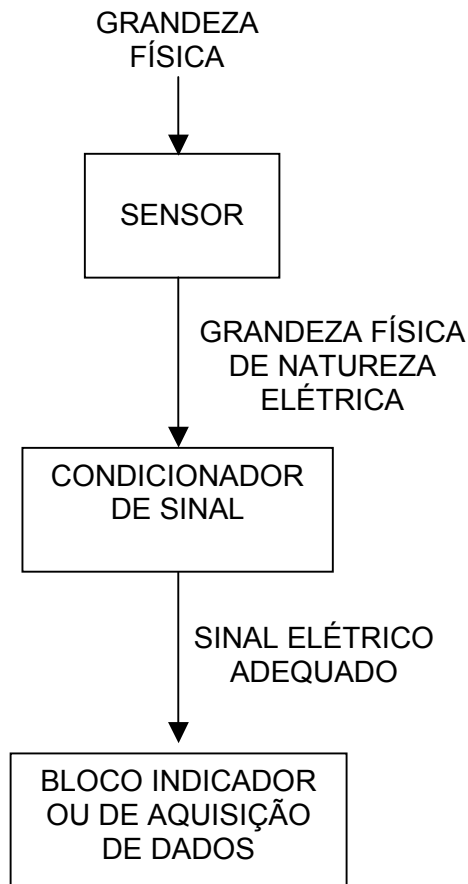 GRANDEZA
FÍSICA
SENSOR
GRANDEZA FÍSICA
DE NATUREZA
ELÉTRICA
CONDICIONADOR
DE SINAL
SINAL ELÉTRICO
ADEQUADO
BLOCO INDICADOR
OU DE AQUISIÇÃO
DE DADOS